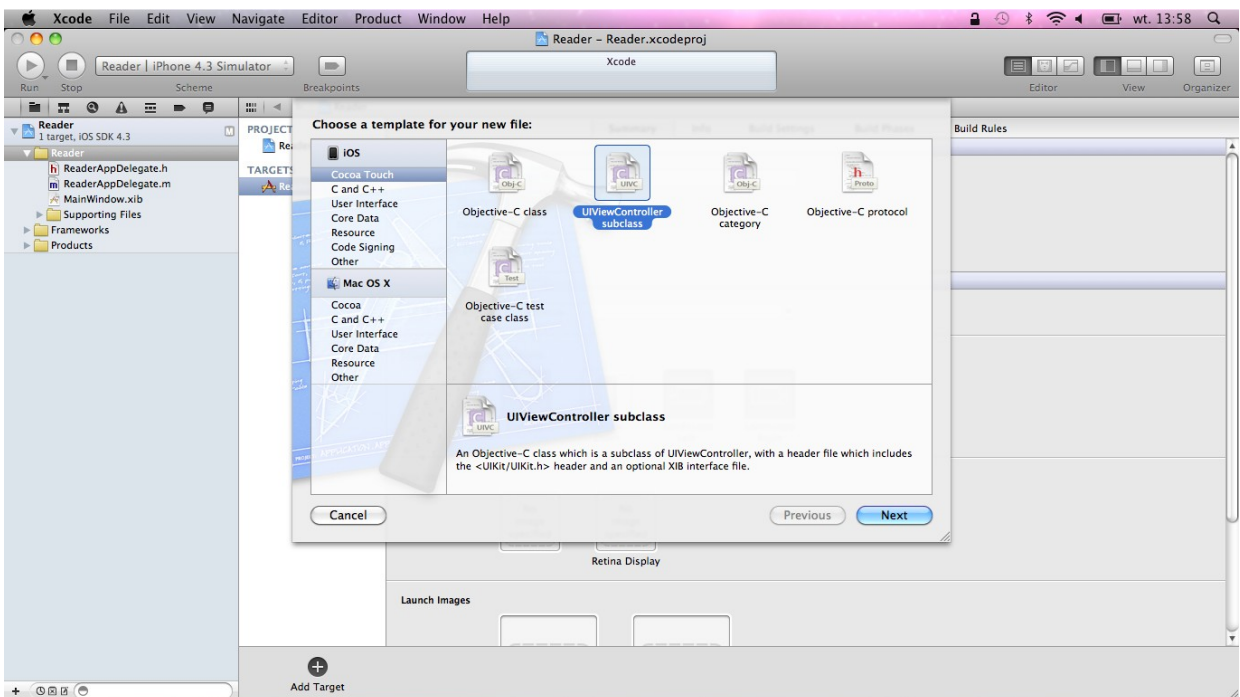 Xcode File Edit View Navigate Editor Product Window Help
wt. 13:58
Reader – Reader.xcodeproj
Reader | iPhone 4.3 Simulator
Xcode
Run Stop Scheme Breakpoints Editor View Organizer
Reader
1 target, iOS SDK 4.3
M
Reader
h ReaderAppDelegate.h
m ReaderAppDelegate.m
MainWindow.xib
Supporting Files
Frameworks
Products
PROJECT
TARGETS
Build Rules
Choose a template for your new file:
iOS
Cocoa Touch
C and C++
User Interface
Core Data
Resource
Code Signing
Other
Mac OS X
Cocoa
C and C++
User Interface
Core Data
Resource
Other
Obj-C
Objective-C class
UIVC
UIViewController
subclass
Obj-C
Objective-C
category
h
Proto
Objective-C protocol
Test
Objective-C test
case class
UIVC
UIViewController subclass
An Objective-C class which is a subclass of UIViewController, with a header file which includes
the <UIKit/UIKit.h> header and an optional XIB interface file.
Cancel Previous Next
Retina Display
Launch Images
Add Target